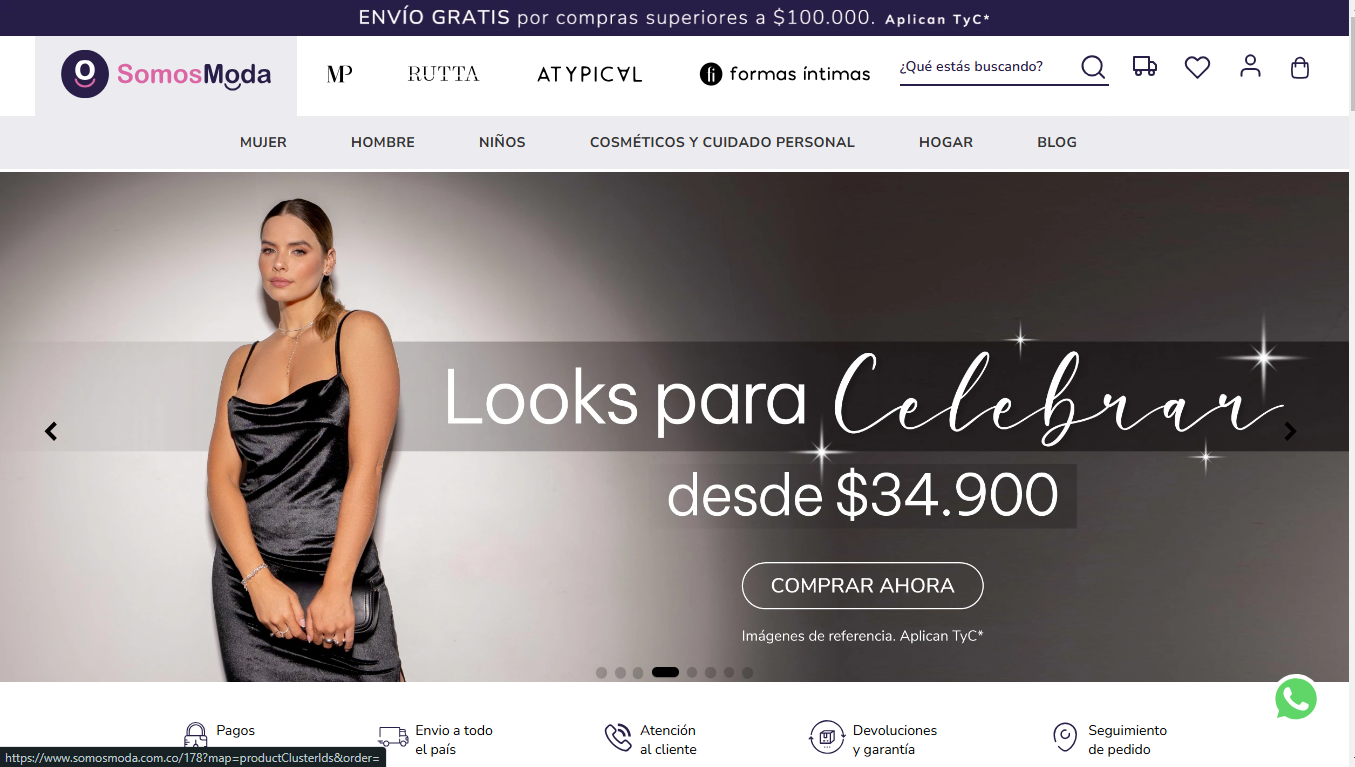 ENVÍO GRATIS por compras superiores a $100.000. Aplican TyC*
SomosModa
MP
RUTTA
ATYPICAL
fi formas íntimas
¿Qué estás buscando?
MUJER
HOMBRE
NIÑOS
COSMÉTICOS Y CUIDADO PERSONAL
HOGAR
BLOG
Looks para Celebrar
desde $34.900
COMPRAR AHORA
Imágenes de referencia. Aplican TyC*
Pagos
Envio a todo
el país
Atención
al cliente
Devoluciones
y garantía
Seguimiento
de pedido
https://www.somosmoda.com.co/178?map=productClusterIds&order=